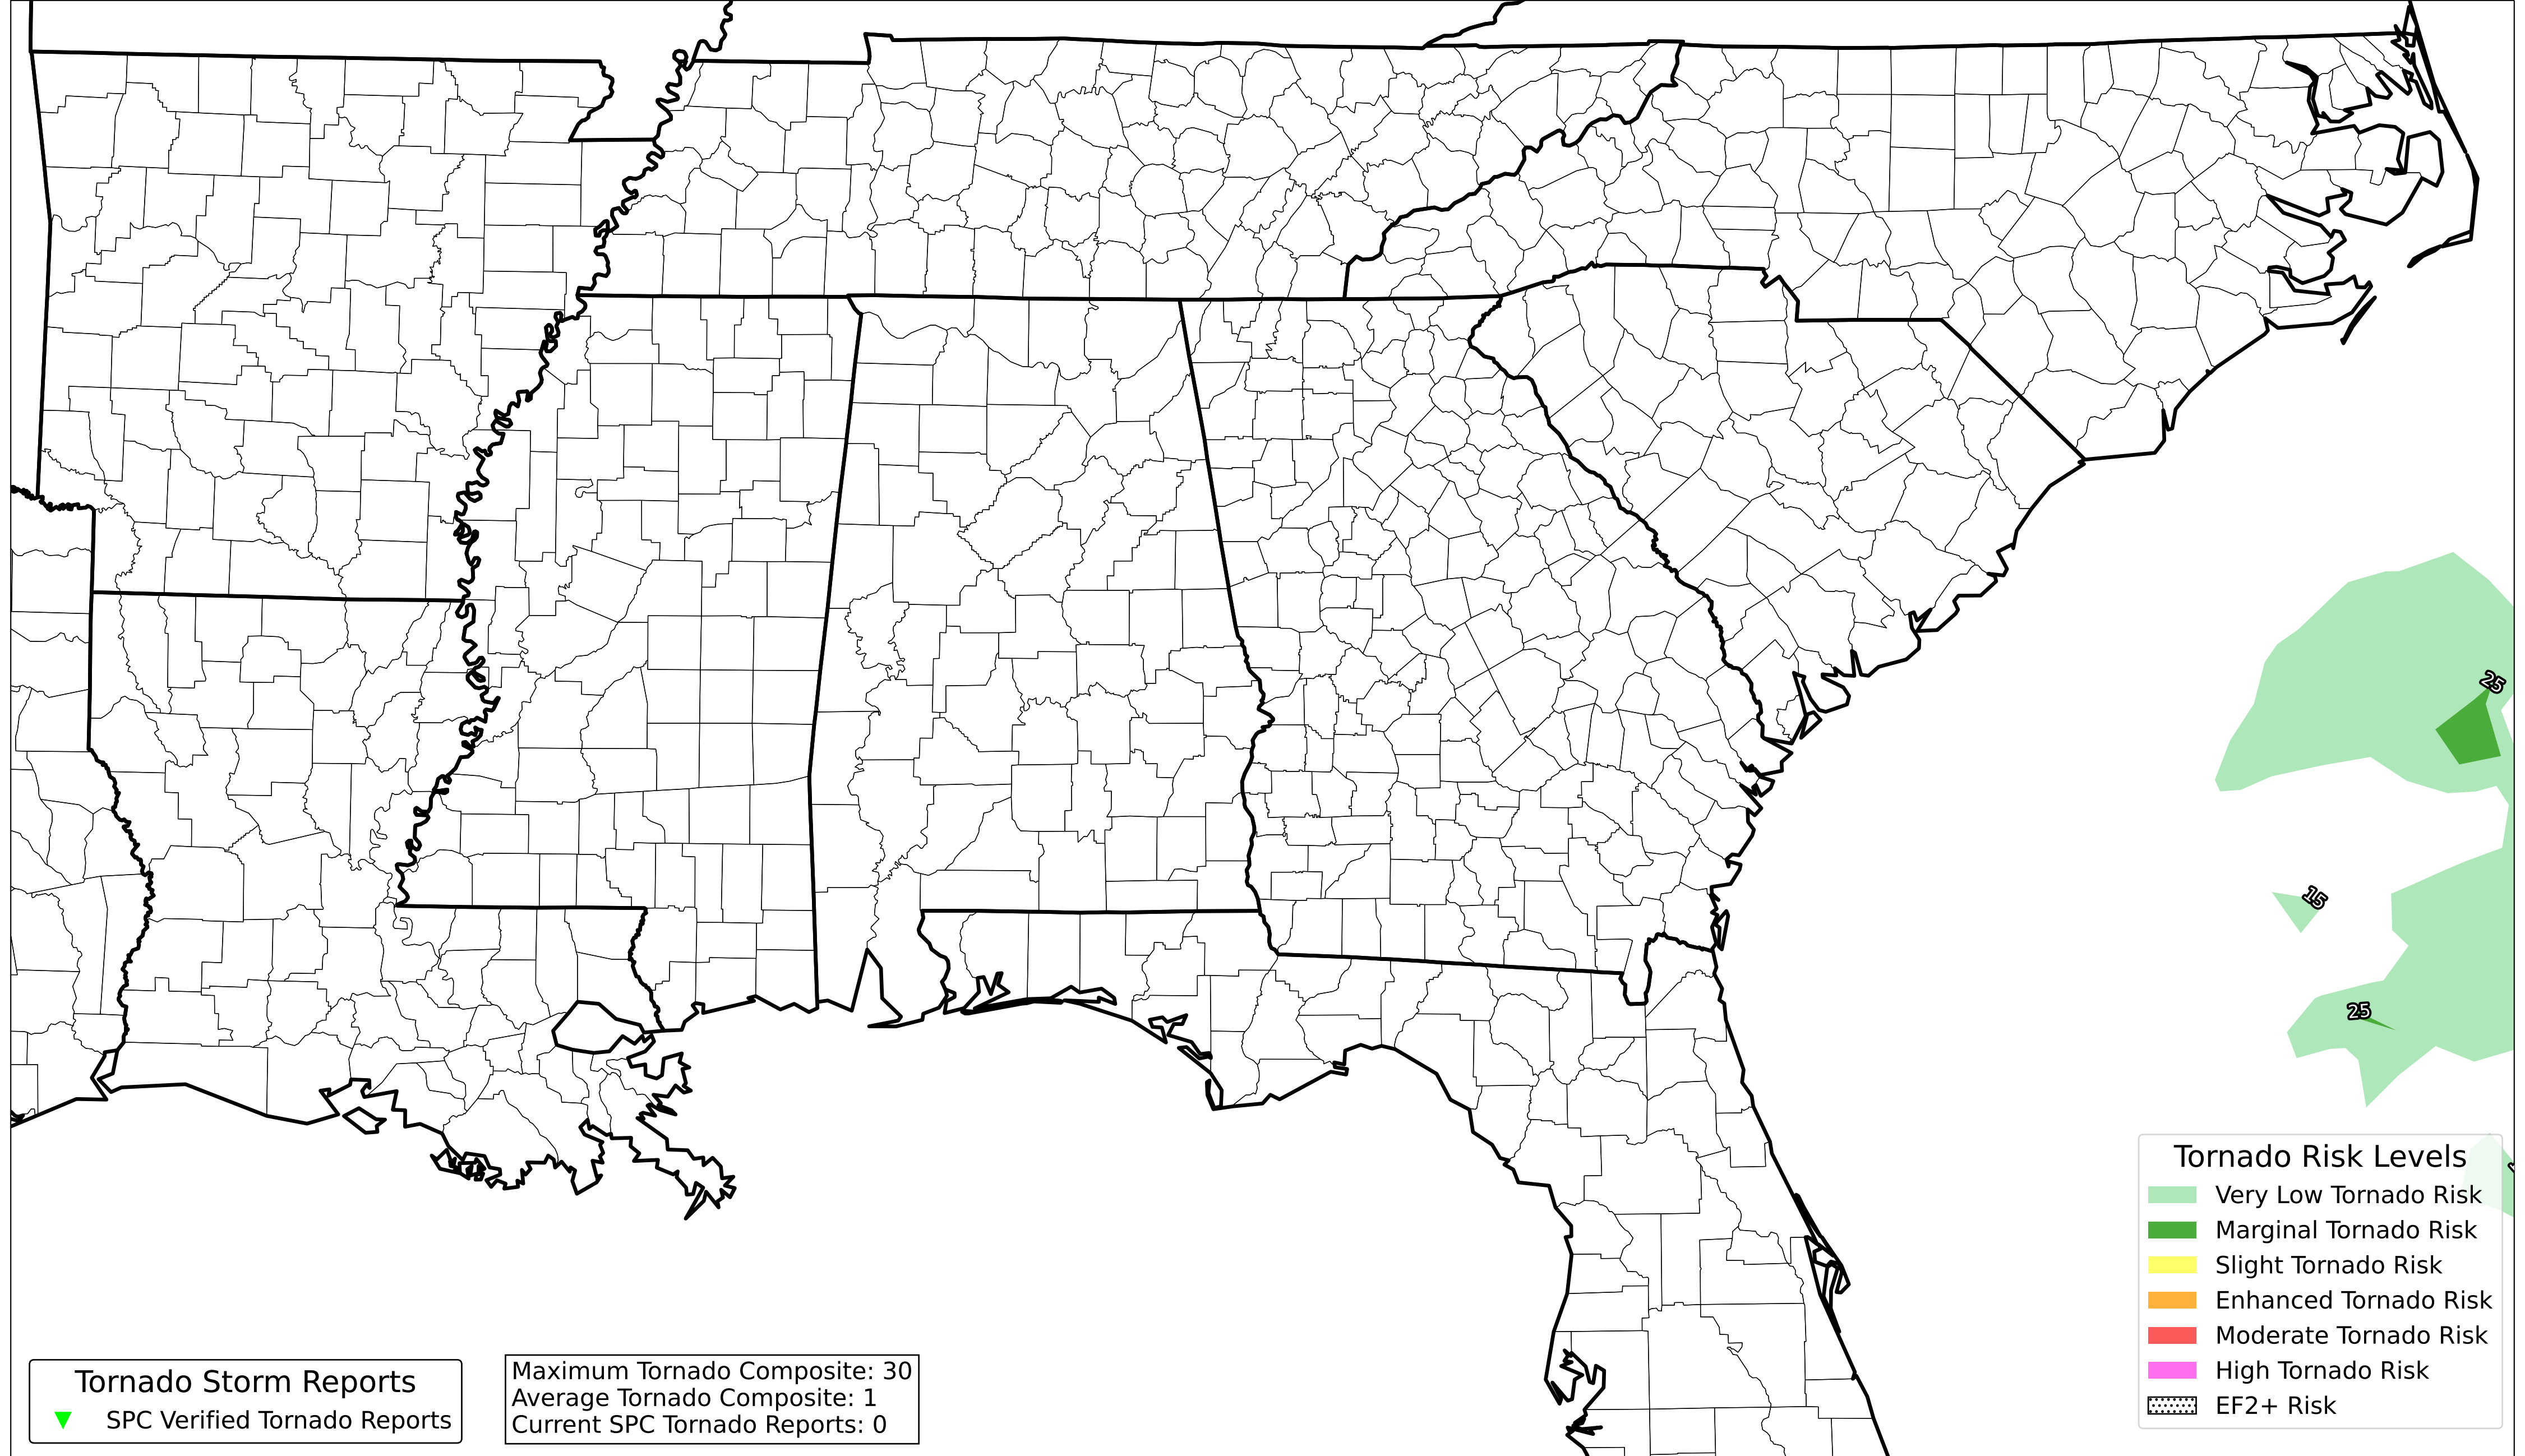 25
15
25
Tornado Risk Levels
Very Low Tornado Risk
Marginal Tornado Risk
Slight Tornado Risk
Enhanced Tornado Risk
Moderate Tornado Risk
High Tornado Risk
EF2+ Risk
Tornado Storm Reports
SPC Verified Tornado Reports
Maximum Tornado Composite: 30
Average Tornado Composite: 1
Current SPC Tornado Reports: 0